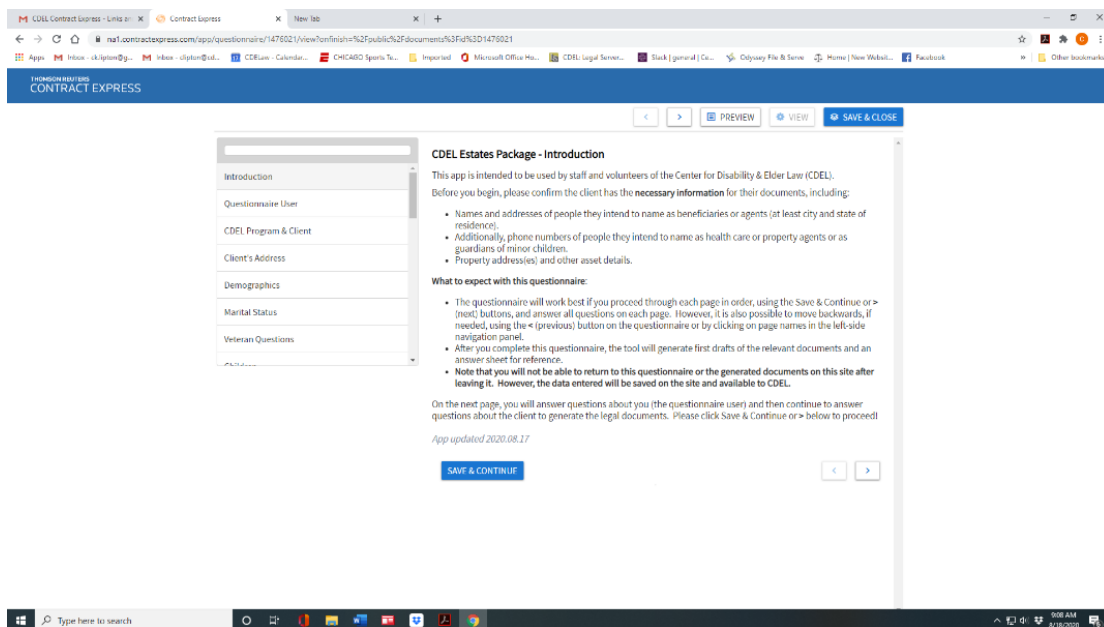 CDEL Contract Express - Links an
Contract Express
New Tab
na1.contractexpress.com/app/questionnaire/1476021/view?onfinish=%2Fpublic%2Fdocuments%3Fid%3D1476021
Apps
Inbox - ck.lipton@g...
Inbox - clipton@cd...
CDELaw - Calendar...
CHICAGO Sports Te...
Imported
Microsoft Office Ho...
CDEL: Legal Server...
Slack | general | Ce...
Odyssey File & Serve
Home | New Websit...
Facebook
Other bookmarks
THOMSON REUTERS
CONTRACT EXPRESS
PREVIEW
VIEW
SAVE & CLOSE
Introduction
Questionnaire User
CDEL Program & Client
Client's Address
Demographics
Marital Status
Veteran Questions
Children
CDEL Estates Package - Introduction
This app is intended to be used by staff and volunteers of the Center for Disability & Elder Law (CDEL).
Before you begin, please confirm the client has the necessary information for their documents, including:
• Names and addresses of people they intend to name as beneficiaries or agents (at least city and state of
residence).
• Additionally, phone numbers of people they intend to name as health care or property agents or as
guardians of minor children.
• Property address(es) and other asset details.
What to expect with this questionnaire:
• The questionnaire will work best if you proceed through each page in order, using the Save & Continue or >
(next) buttons, and answer all questions on each page. However, it is also possible to move backwards, if
needed, using the < (previous) button on the questionnaire or by clicking on page names in the left-side
navigation panel.
• After you complete this questionnaire, the tool will generate first drafts of the relevant documents and an
answer sheet for reference.
• Note that you will not be able to return to this questionnaire or the generated documents on this site after
leaving it. However, the data entered will be saved on the site and available to CDEL.
On the next page, you will answer questions about you (the questionnaire user) and then continue to answer
questions about the client to generate the legal documents. Please click Save & Continue or > below to proceed!
App updated 2020.08.17
SAVE & CONTINUE
Type here to search
9:08 AM
8/18/2020